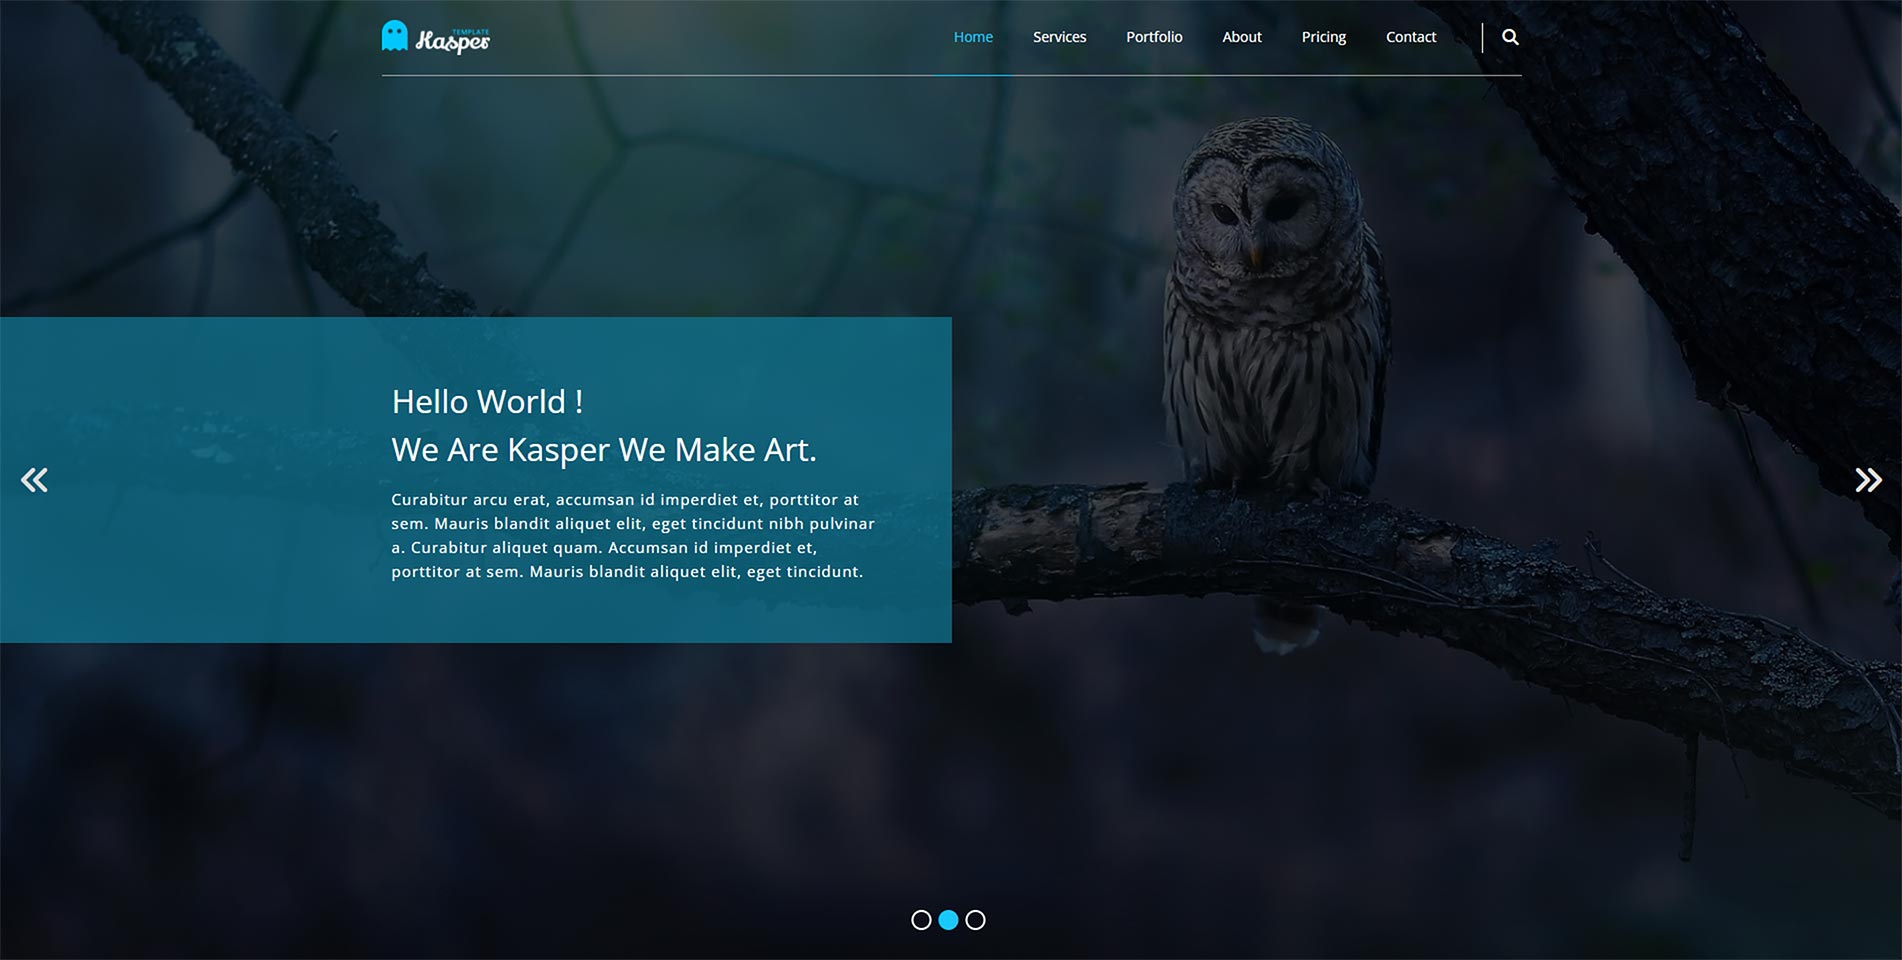 TEMPLATE
Kasper
Home Services Portfolio About Pricing Contact
Hello World !
We Are Kasper We Make Art.
Curabitur arcu erat, accumsan id imperdiet et, porttitor at
sem. Mauris blandit aliquet elit, eget tincidunt nibh pulvinar
a. Curabitur aliquet quam. Accumsan id imperdiet et,
porttitor at sem. Mauris blandit aliquet elit, eget tincidunt.